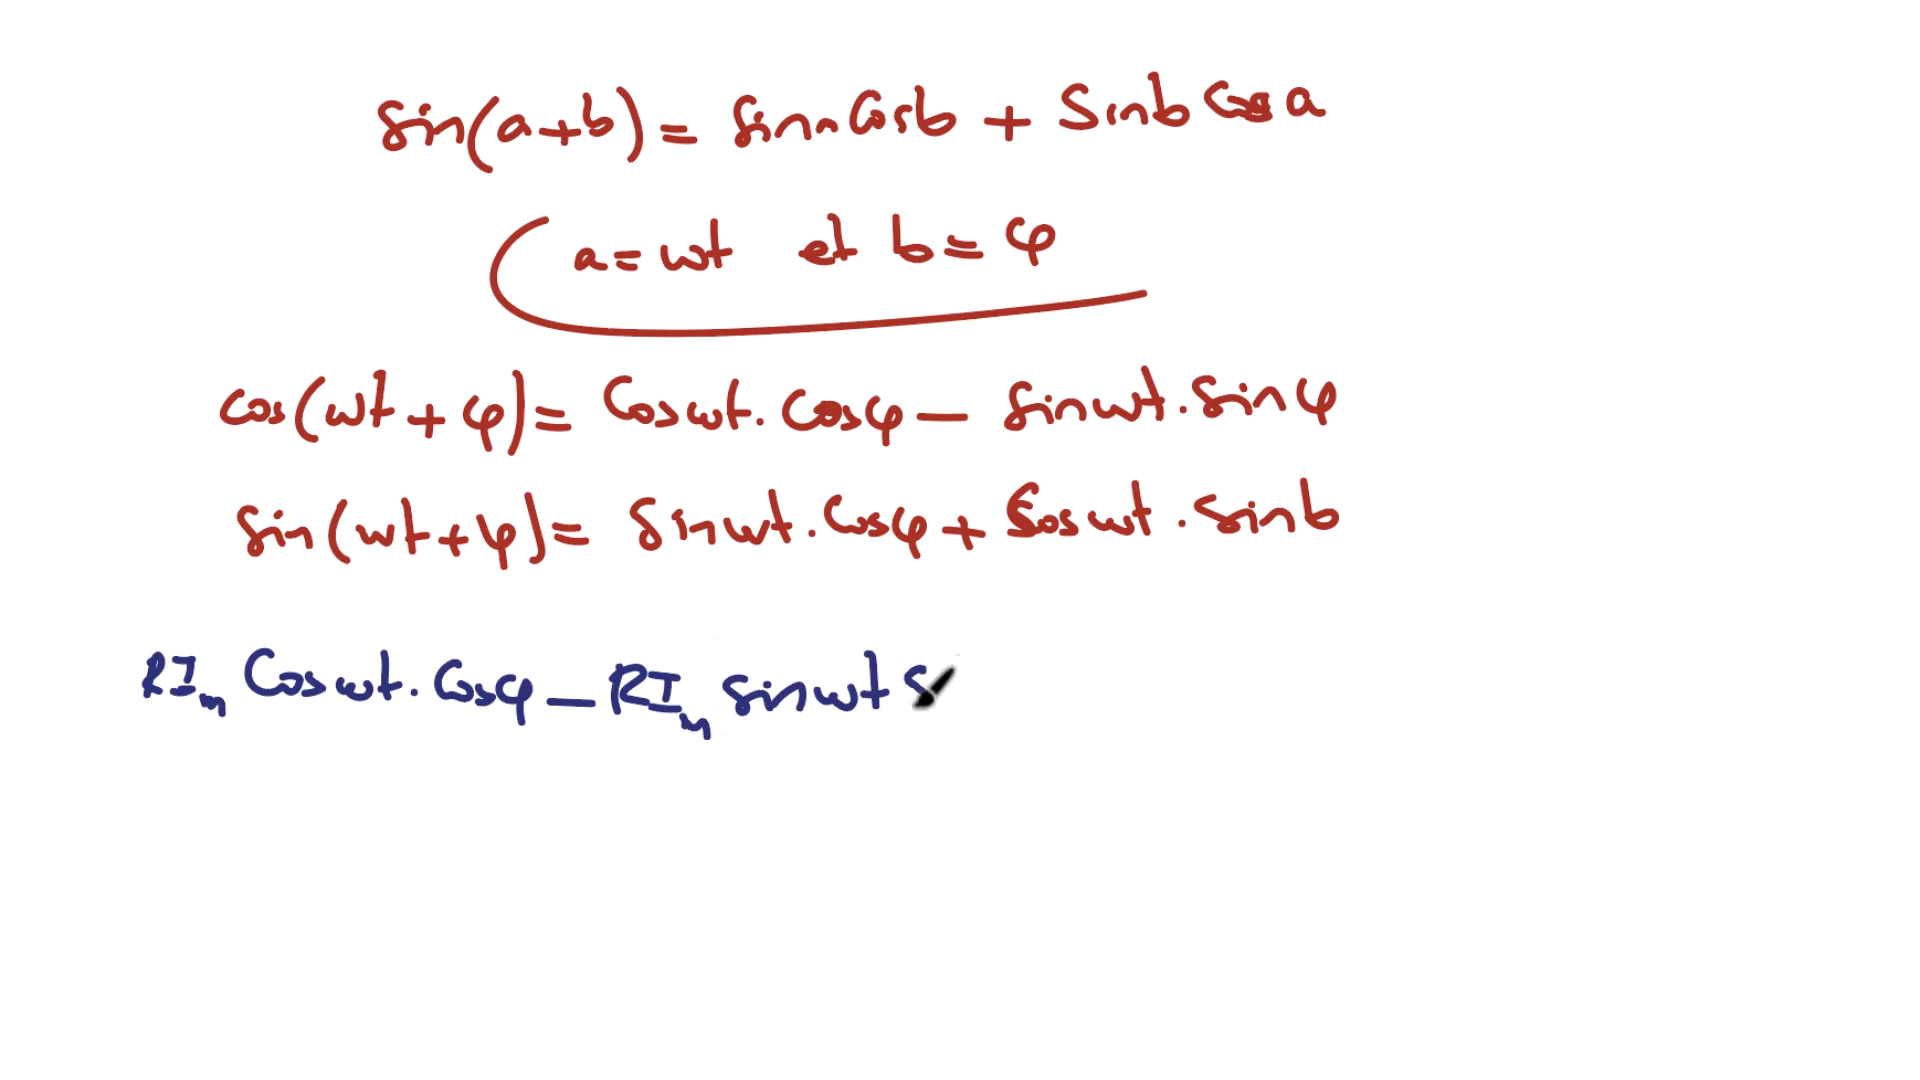 sin(a+b) = sina Cosb + Sinb Cos a
a = wt et b = φ
cos(wt + φ) = Coswt . Cosφ – sinwt . sinφ
sin(wt + φ) = sinwt . Cosφ + Coswt . sinb
RIm Coswt . Cosφ – RIm sinwt S